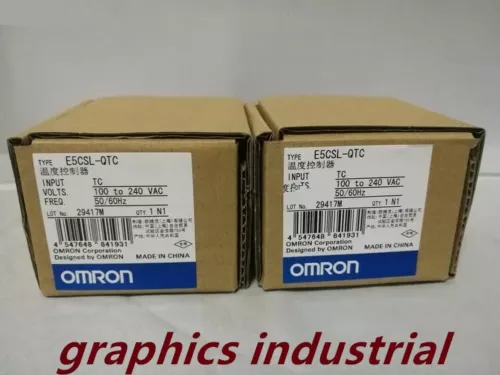 TYPE E5CSL-QTC
温度控制器
INPUT TC
VOLTS. 100 to 240 VAC
FREQ. 50/60Hz
LOT No. 29417M QTY. 1 N1
4 547648 841931
OMRON Corporation
Designed by OMRON MADE IN CHINA
OMRON
TYPE E5CSL-QTC
温度控制器
INPUT TC
100 to 240 VAC
50/60Hz
LOT No. 29417M QTY. 1 N1
4 547648 841931
OMRON Corporation
Designed by OMRON MADE IN CHINA
OMRON
graphics industrial